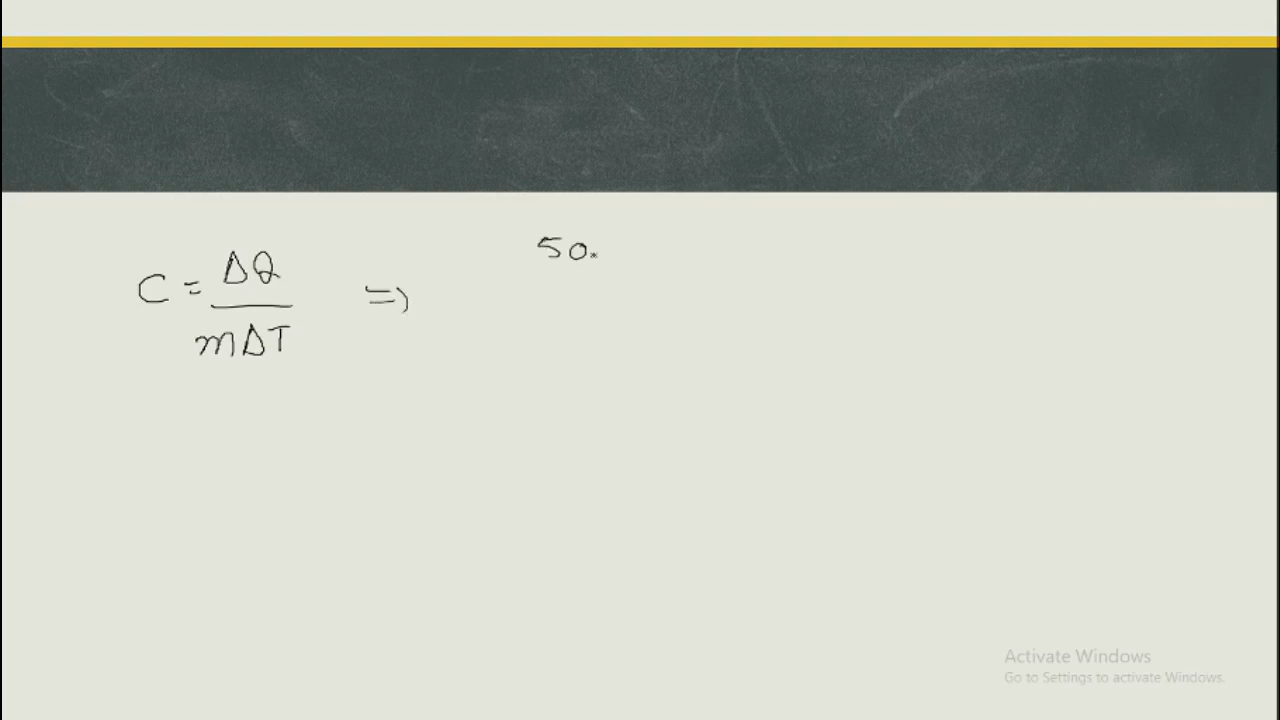 C = ΔQ / mΔT => 50.
Activate Windows
Go to Settings to activate Windows.